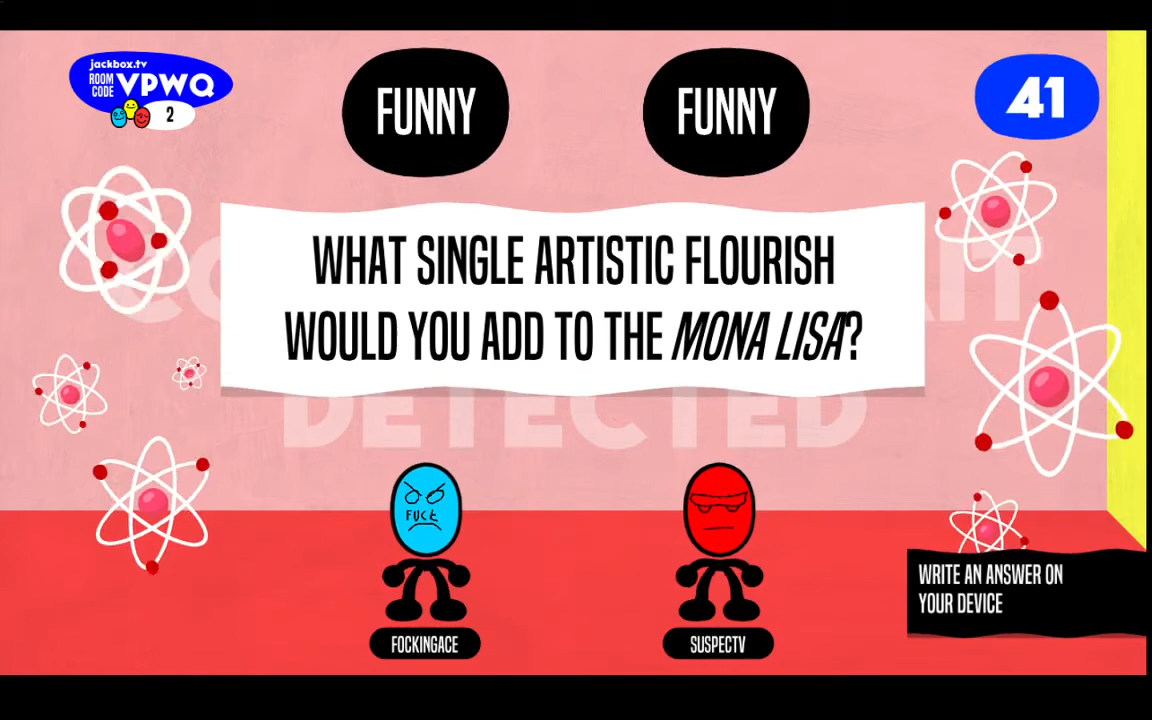 jackbox.tv
ROOM CODE VPWQ
2
FUNNY
FUNNY
41
WHAT SINGLE ARTISTIC FLOURISH
WOULD YOU ADD TO THE MONA LISA?
DETECTED
FUCK
WRITE AN ANSWER ON
YOUR DEVICE
FOCKINGACE
SUSPECTV